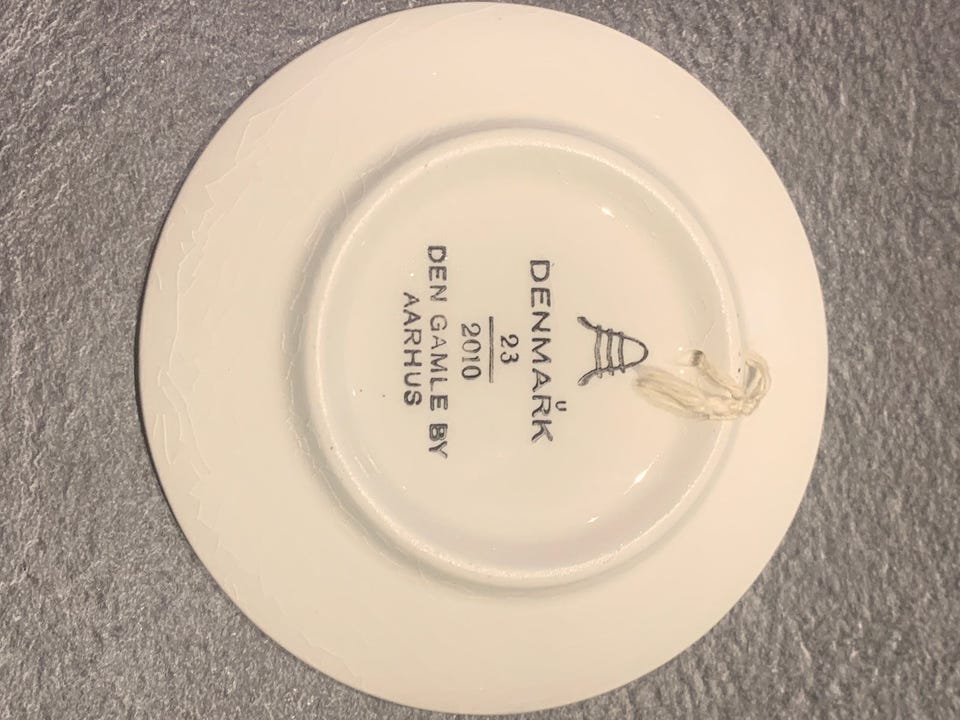 DENMARK
23
2010
DEN GAMLE BY
AARHUS